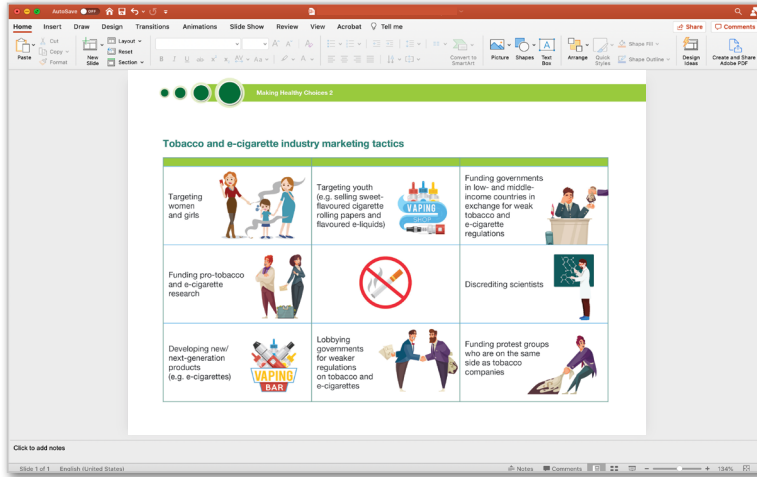 AutoSave OFF
Home Insert Draw Design Transitions Animations Slide Show Review View Acrobat Tell me
Share Comments
Paste
Cut
Copy
Format
New Slide
Layout
Reset
Section
Convert to SmartArt
Picture
Shapes
Text Box
Arrange
Quick Styles
Shape Fill
Shape Outline
Design Ideas
Create and Share Adobe PDF
Making Healthy Choices 2
Tobacco and e-cigarette industry marketing tactics
Targeting
women
and girls
Targeting youth
(e.g. selling sweet-
flavoured cigarette
rolling papers and
flavoured e-liquids)
VAPING
SHOP
Funding governments
in low- and middle-
income countries in
exchange for weak
tobacco and
e-cigarette
regulations
Funding pro-tobacco
and e-cigarette
research
Discrediting scientists
Developing new/
next-generation
products
(e.g. e-cigarettes)
VAPING
BAR
Lobbying
governments
for weaker
regulations
on tobacco and
e-cigarettes
Funding protest groups
who are on the same
side as tobacco
companies
Click to add notes
Slide 1 of 1 English (United States)
Notes Comments 134%